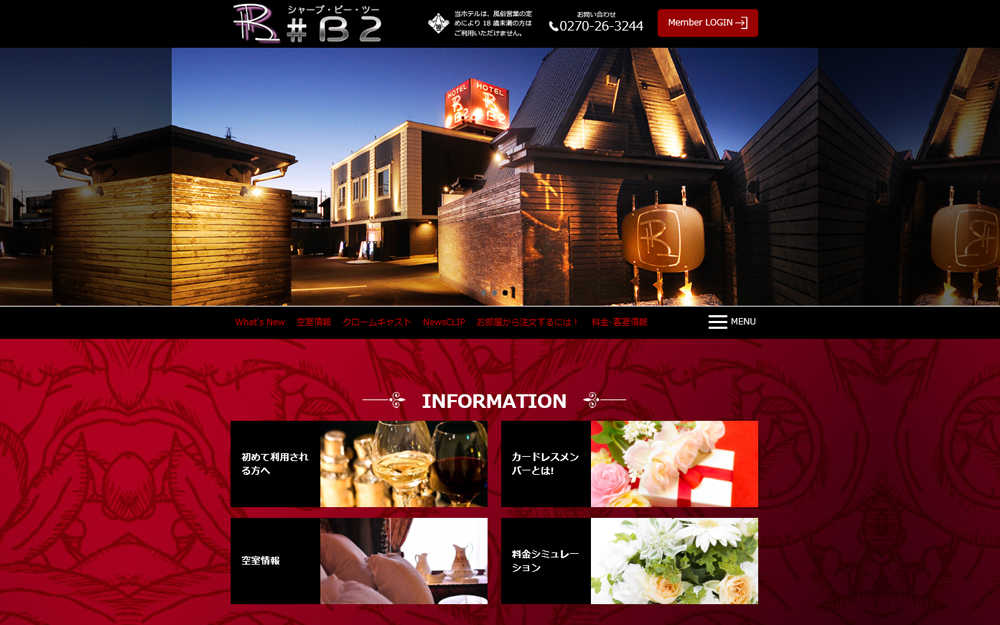 シャープ・ビー・ツー
#B2
当ホテルは、風俗営業の定
めにより 18 歳未満の方は
ご利用いただけません。
お問い合わせ
0270-26-3244
Member LOGIN
HOTEL
HOTEL
B2
B2
What's New 空室情報 タロームキャスト NewsCLIP お部屋から注文するには！ 料金・客室情報
MENU
INFORMATION
初めて利用され
る方へ
カードレスメン
バーとは!
空室情報
料金シミュレー
ション